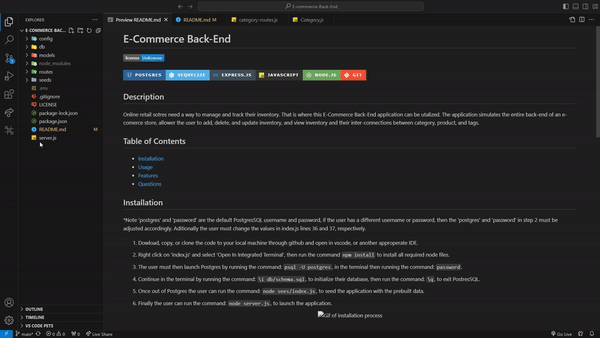 E-Commerce Back-End
EXPLORER
Preview README.md
README.md M
category-routes.js
Category.js
E-COMMERCE BAC...
config
db
models
node_modules
routes
seeds
.env
.gitignore
LICENSE
package-lock.json
package.json
README.md M
server.js
OUTLINE
TIMELINE
VS CODE PETS
E-Commerce Back-End
license Unlicense
POSTGRES SEQUELIZE EXPRESS.JS JAVASCRIPT NODE.JS GIT
Description
Online retail sotres need a way to manage and track thier inventory. That is where this E-Commerce Back-End application can be utalized. The application simulates the entire back-end of an e-
comerce store, allower the user to add, delete, and update inventory, and view inventory and their inter-connections between category, product, and tags.
Table of Contents
Installation
Usage
Features
Questions
Installation
*Note 'postgres' and 'password' are the default PostgresSQL username and password, if the user has a different username or password, then the 'postgres' and 'password' in step 2 must be
adjusted accordingly. Aditionally the user must change the values in index.js lines 36 and 37, respectively.
1. Dowload, copy, or clone the code to your local machine through github and open in vscode, or another approperate IDE.
2. Right click on 'index.js' and select 'Open In Integrated Terminal', then run the command npm install to install all required node files.
3. The user must then launch Postgres by running the command: psql -U postgres, in the terminal then running the command: password.
4. Continue in the terminal by running the command: \i db/schema.sql, to initialize their database, then run the command: \q, to exit PostresSQL.
5. Once out of Postgres the user can run the command: node sees/index.js, to seed the application with the prebuilt data.
6. Finally the user can run the command: node server.js, to launch the application.
Gif of installation process
main* 0 0 0 Live Share
Go Live